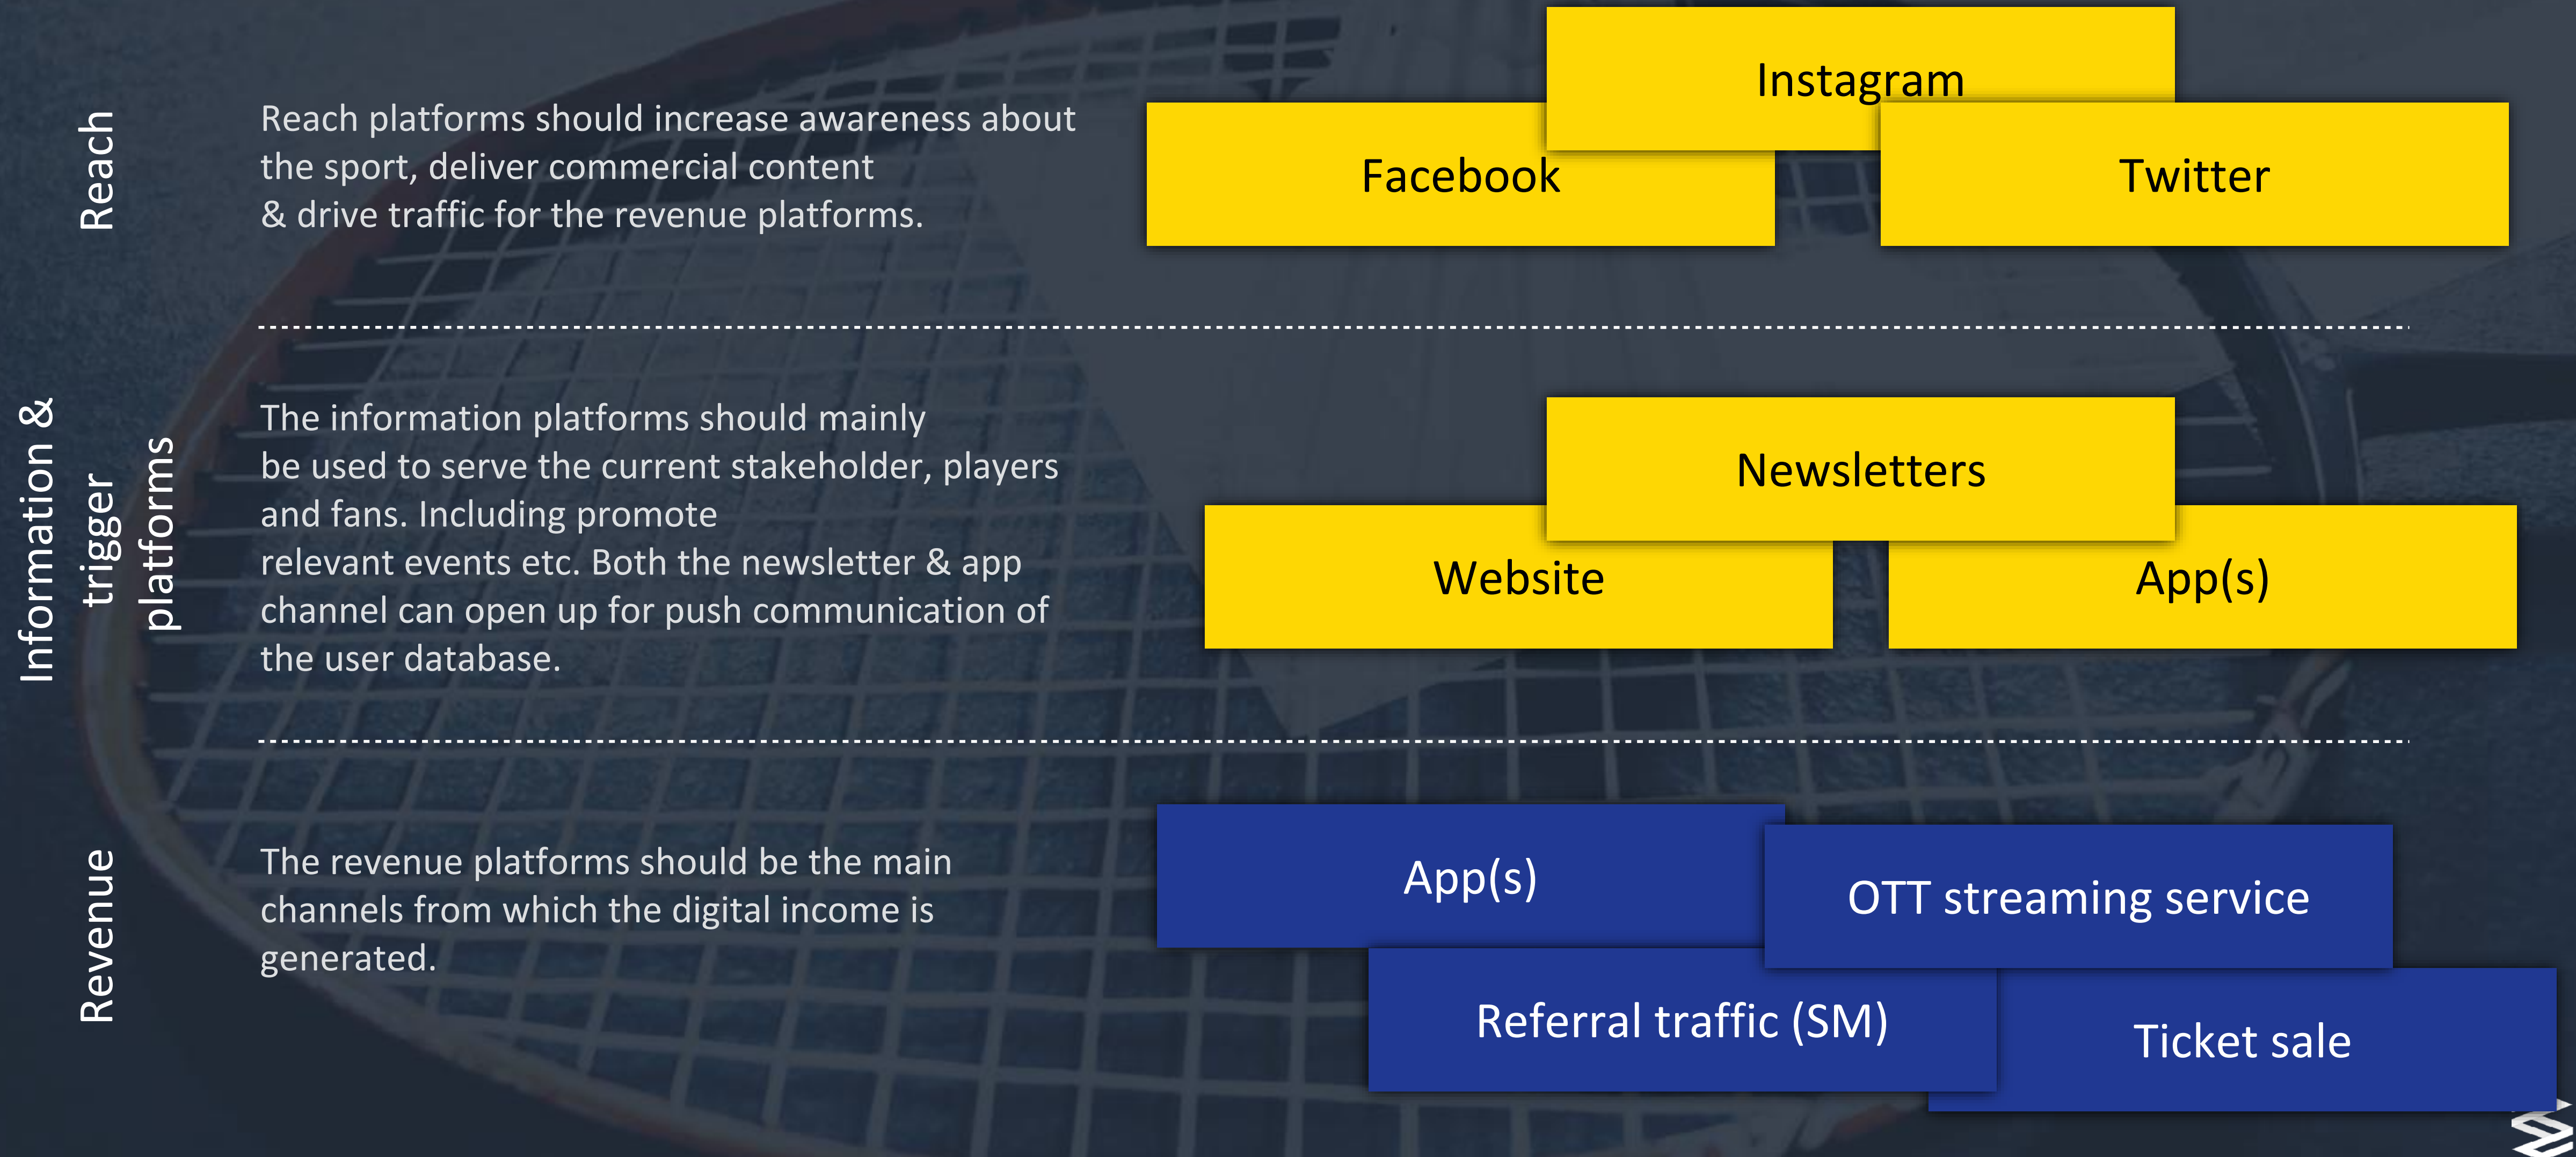 Reach
Reach platforms should increase awareness about
the sport, deliver commercial content
& drive traffic for the revenue platforms.
Instagram
Facebook
Twitter
Information &
trigger
platforms
The information platforms should mainly
be used to serve the current stakeholder, players
and fans. Including promote
relevant events etc. Both the newsletter & app
channel can open up for push communication of
the user database.
Newsletters
Website
App(s)
Revenue
The revenue platforms should be the main
channels from which the digital income is
generated.
App(s)
OTT streaming service
Referral traffic (SM)
Ticket sale